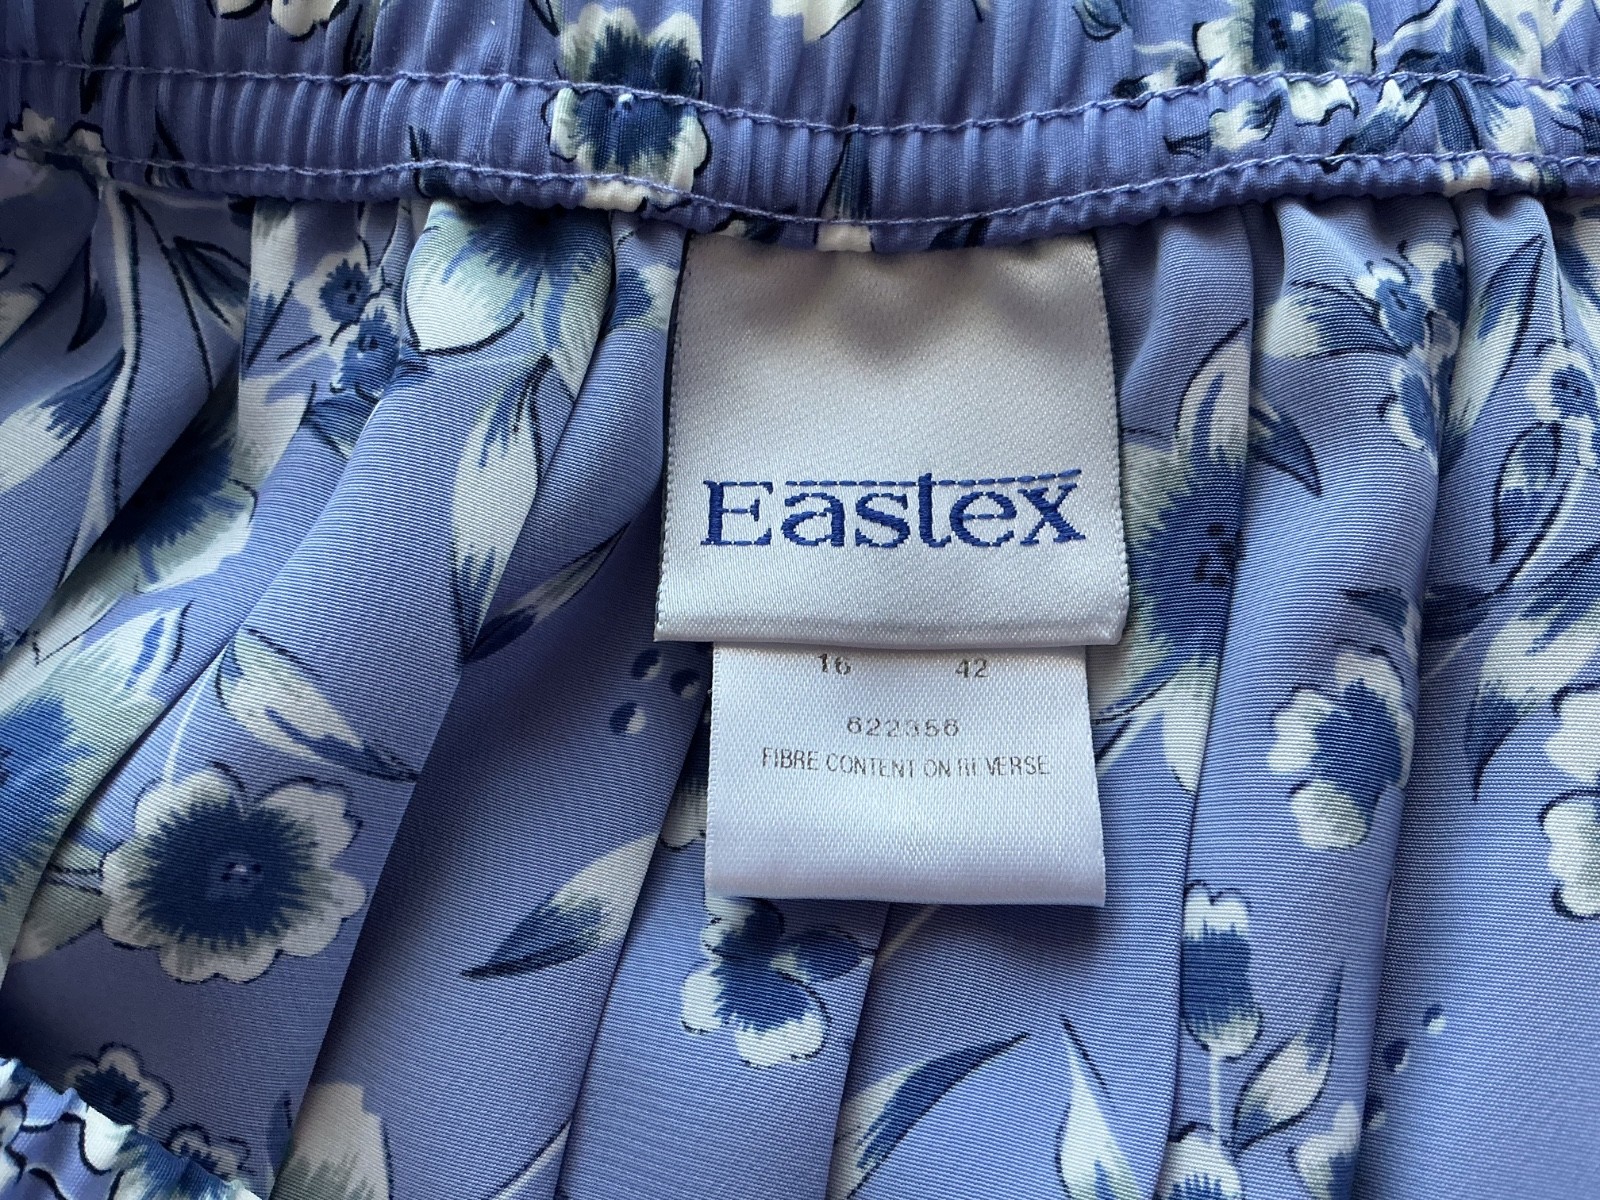 Eastex
16 42
622356
FIBRE CONTENT ON REVERSE